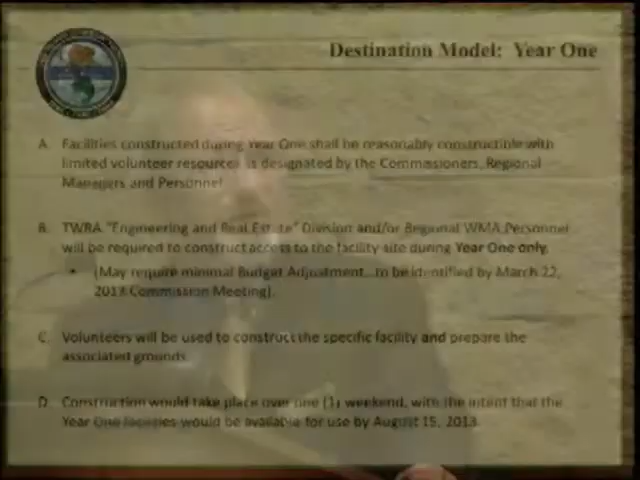 Destination Model: Year One
A. Facilities constructed during Year One shall be reasonably constructible with
limited volunteer resources as designated by the Commissioners, Regional
Managers and Personnel
B. TWRA "Engineering and Real Estate" Division and/or Regional WMA Personnel
will be required to construct access to the facility site during Year One only.
• (May require minimal Budget Adjustment...to be identified by March 22,
2013 Commission Meeting).
C. Volunteers will be used to construct the specific facility and prepare the
associated grounds
D. Construction would take place over one (1) weekend, with the intent that the
Year One facilities would be available for use by August 15, 2013.